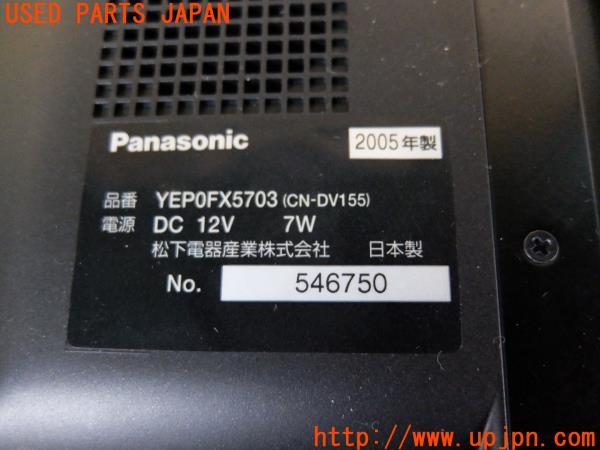 USED PARTS JAPAN
Panasonic
2005年製
品番 YEP0FX5703 (CN-DV155)
電源 DC 12V 7W
松下電器産業株式会社 日本製
No. 546750
http://www.upjpn.com